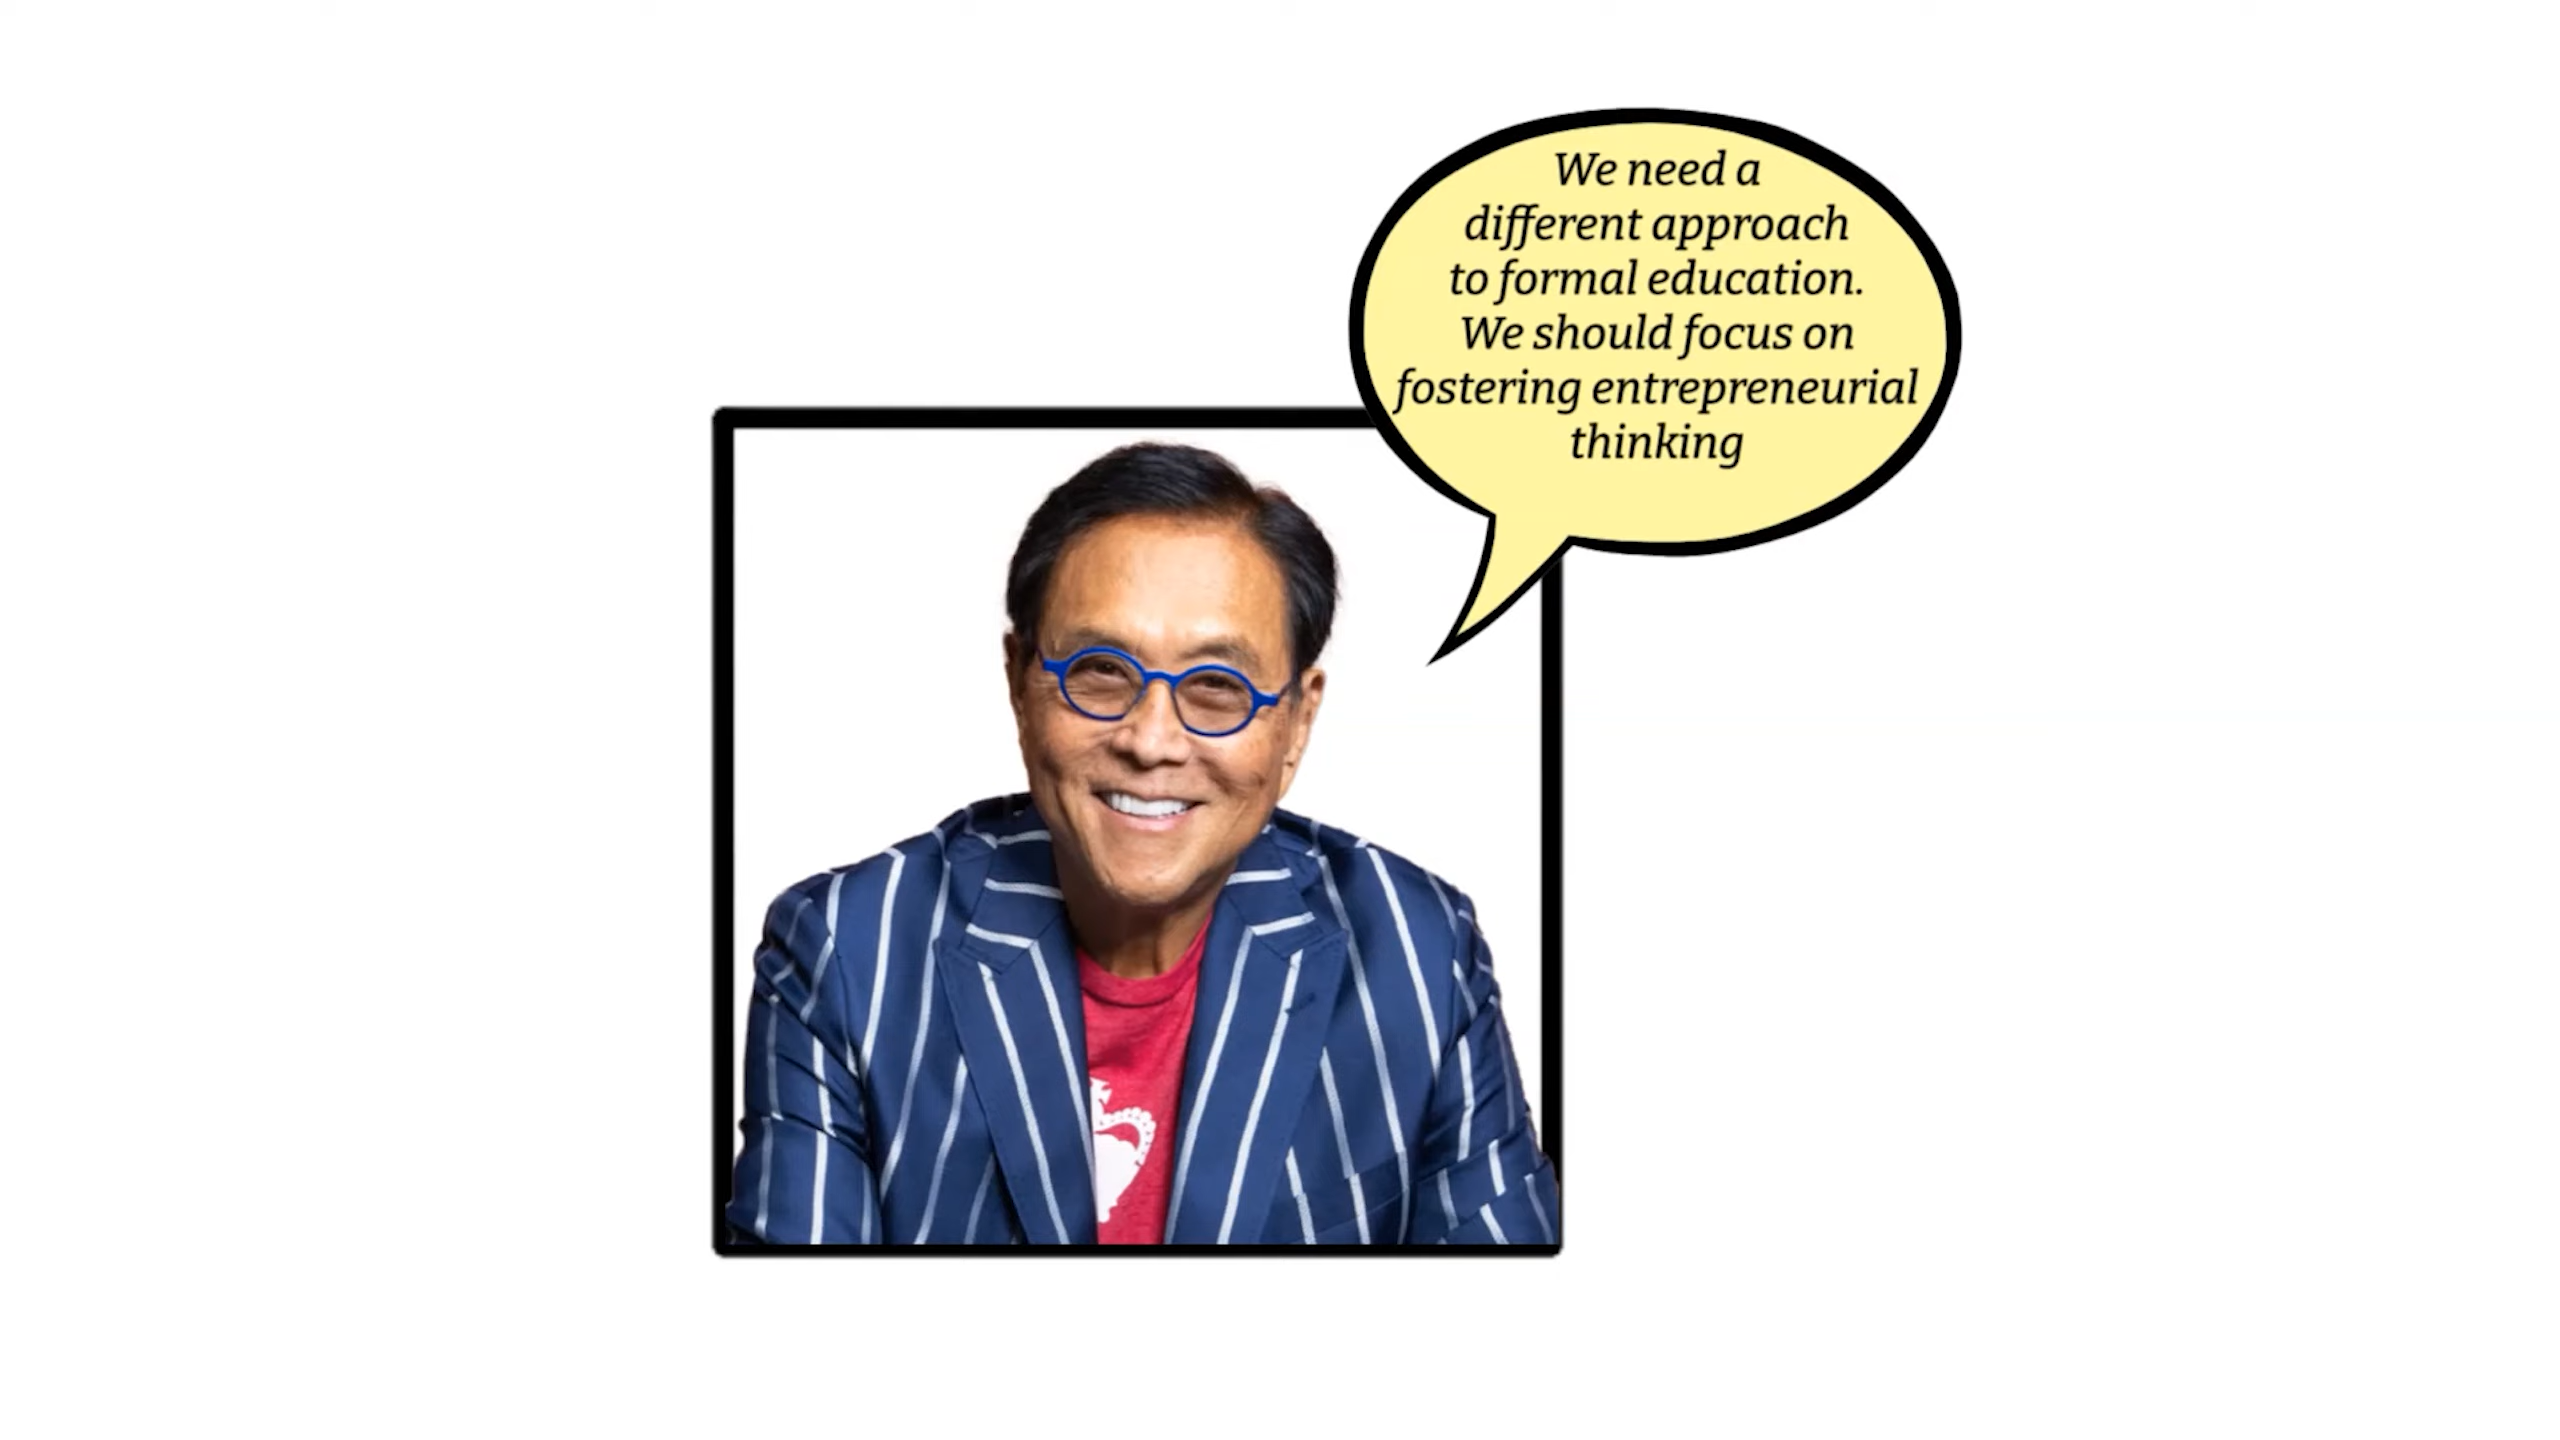 We need a
different approach
to formal education.
We should focus on
fostering entrepreneurial
thinking